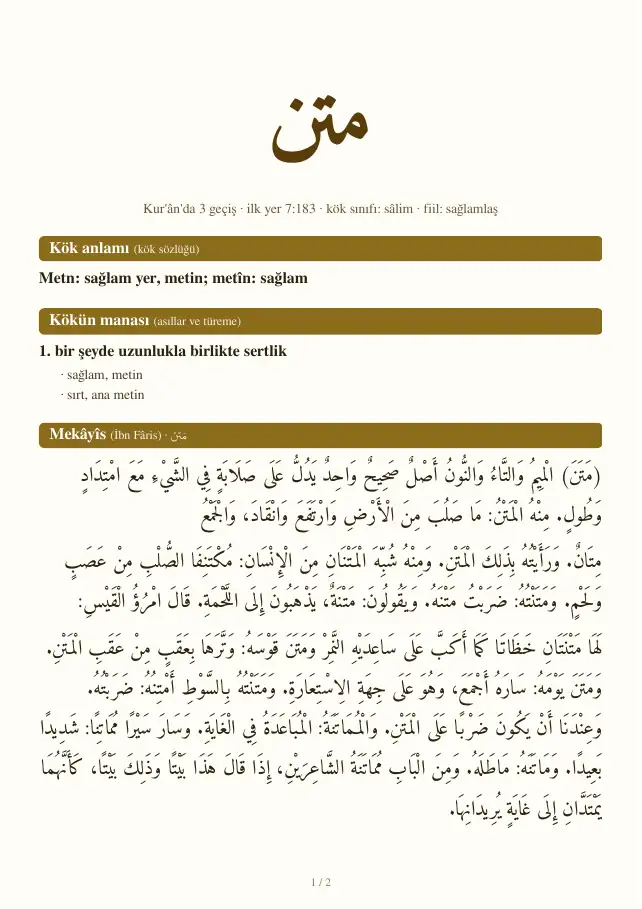 متن
Kur'ân'da 3 geçiş · ilk yer 7:183 · kök sınıfı: sâlim · fiil: sağlamlaş
Kök anlamı (kök sözlüğü)
Metn: sağlam yer, metin; metîn: sağlam
Kökün manası (asıllar ve türeme)
1. bir şeyde uzunlukla birlikte sertlik
· sağlam, metin
· sırt, ana metin
Mekâyîs (İbn Fâris) · مَتَنَ
(مَتَنَ) الْمِيمُ وَالتَّاءُ وَالنُّونُ أَصْلٌ صَحِيحٌ وَاحِدٌ يَدُلُّ عَلَى صَلَابَةٍ فِي الشَّيْءِ مَعَ امْتِدَادٍ
وَطُولٍ. مِنْهُ الْمَتْنُ: مَا صَلُبَ مِنَ الْأَرْضِ وَارْتَفَعَ وَانْقَادَ، وَالْجَمْعُ
مِتَانٌ. وَرَأَيْتُهُ بِذَلِكَ الْمَتْنِ. وَمِنْهُ شُبِّهَ الْمَتْنَانِ مِنَ الْإِنْسَانِ: مُكْتَنِفَا الصُّلْبِ مِنْ عَصَبٍ
وَلَحْمٍ. وَمَتَنْتُهُ: ضَرَبْتُ مَتْنَهُ. وَيَقُولُونَ: مَتْنَةٌ، يَذْهَبُونَ إِلَى اللَّحْمَةِ. قَالَ امْرُؤُ الْقَيْسِ:
لَهَا مَتْنَتَانِ خَظَاتَا كَمَا أَكَبَّ عَلَى سَاعِدَيْهِ النَّمِرْ وَمَتَنَ قَوْسَهُ: وَتَّرَهَا بِعَقَبٍ مِنْ عَقَبِ الْمَتْنِ.
وَمَتَنَ يَوْمَهُ: سَارَهُ أَجْمَعَ، وَهُوَ عَلَى جِهَةِ الِاسْتِعَارَةِ. وَمَتَنْتُهُ بِالسَّوْطِ أَمْتِنُهُ: ضَرَبْتُهُ.
وَعِنْدَنَا أَنْ يَكُونَ ضَرْبًا عَلَى الْمَتْنِ. وَالْمُمَاتَنَةُ: الْمُبَاعَدَةُ فِي الْغَايَةِ. وَسَارَ سَيْرًا مُمَاتِنًا: شَدِيدًا
بَعِيدًا. وَمَاتَنَهُ: مَاطَلَهُ. وَمِنَ الْبَابِ مُمَاتَنَةُ الشَّاعِرَيْنِ، إِذَا قَالَ هَذَا بَيْتًا وَذَلِكَ بَيْتًا، كَأَنَّهُمَا
يَمْتَدَّانِ إِلَى غَايَةٍ يُرِيدَانِهَا.
1 / 2